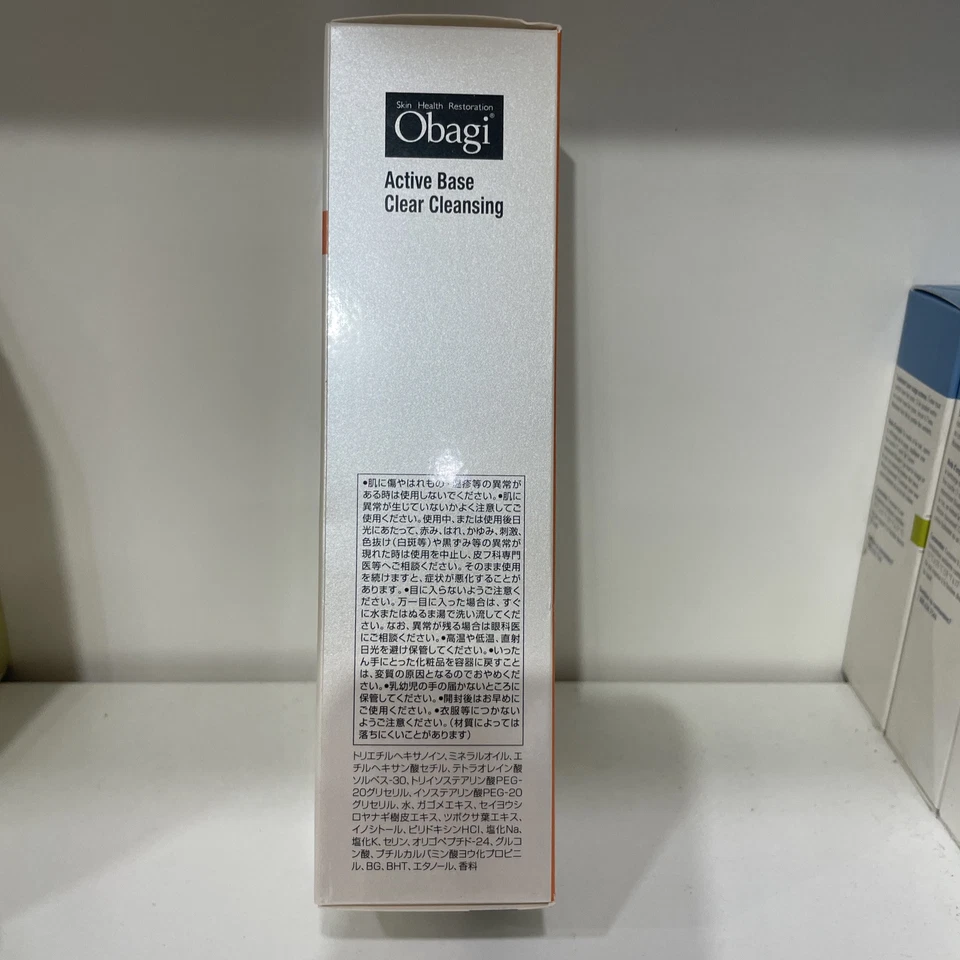 Skin Health Restoration
Obagi®
Active Base
Clear Cleansing
•肌に傷やはれもの・湿疹等の異常が
ある時は使用しないでください。•肌に
異常が生じていないかよく注意してご
使用ください。使用中、または使用後日
光にあたって、赤み、はれ、かゆみ、刺激、
色抜け(白斑等)や黒ずみ等の異常が
現れた時は使用を中止し、皮フ科専門
医等へご相談ください。そのまま使用
を続けますと、症状が悪化することが
あります。•目に入らないようご注意く
ださい。万一目に入った場合は、すぐ
に水またはぬるま湯で洗い流してくだ
さい。なお、異常が残る場合は眼科医
にご相談ください。•高温や低温、直射
日光を避け保管してください。•いった
ん手にとった化粧品を容器に戻すこと
は、変質の原因となるのでおやめくだ
さい。•乳幼児の手の届かないところに
保管してください。•開封後はお早めに
ご使用ください。•衣服等につかない
ようご注意ください。(材質によっては
落ちにくいことがあります)
トリエチルヘキサノイン、ミネラルオイル、エ
チルヘキサン酸セチル、テトラオレイン酸
ソルベス-30、トリイソステアリン酸PEG-
20グリセリル、イソステアリン酸PEG-20
グリセリル、水、ガゴメエキス、セイヨウシ
ロヤナギ樹皮エキス、ツボクサ葉エキス、
イノシトール、ピリドキシンHCl、塩化Na、
塩化K、セリン、オリゴペプチド-24、グルコ
ン酸、ブチルカルバミン酸ヨウ化プロピニ
ル、BG、BHT、エタノール、香料